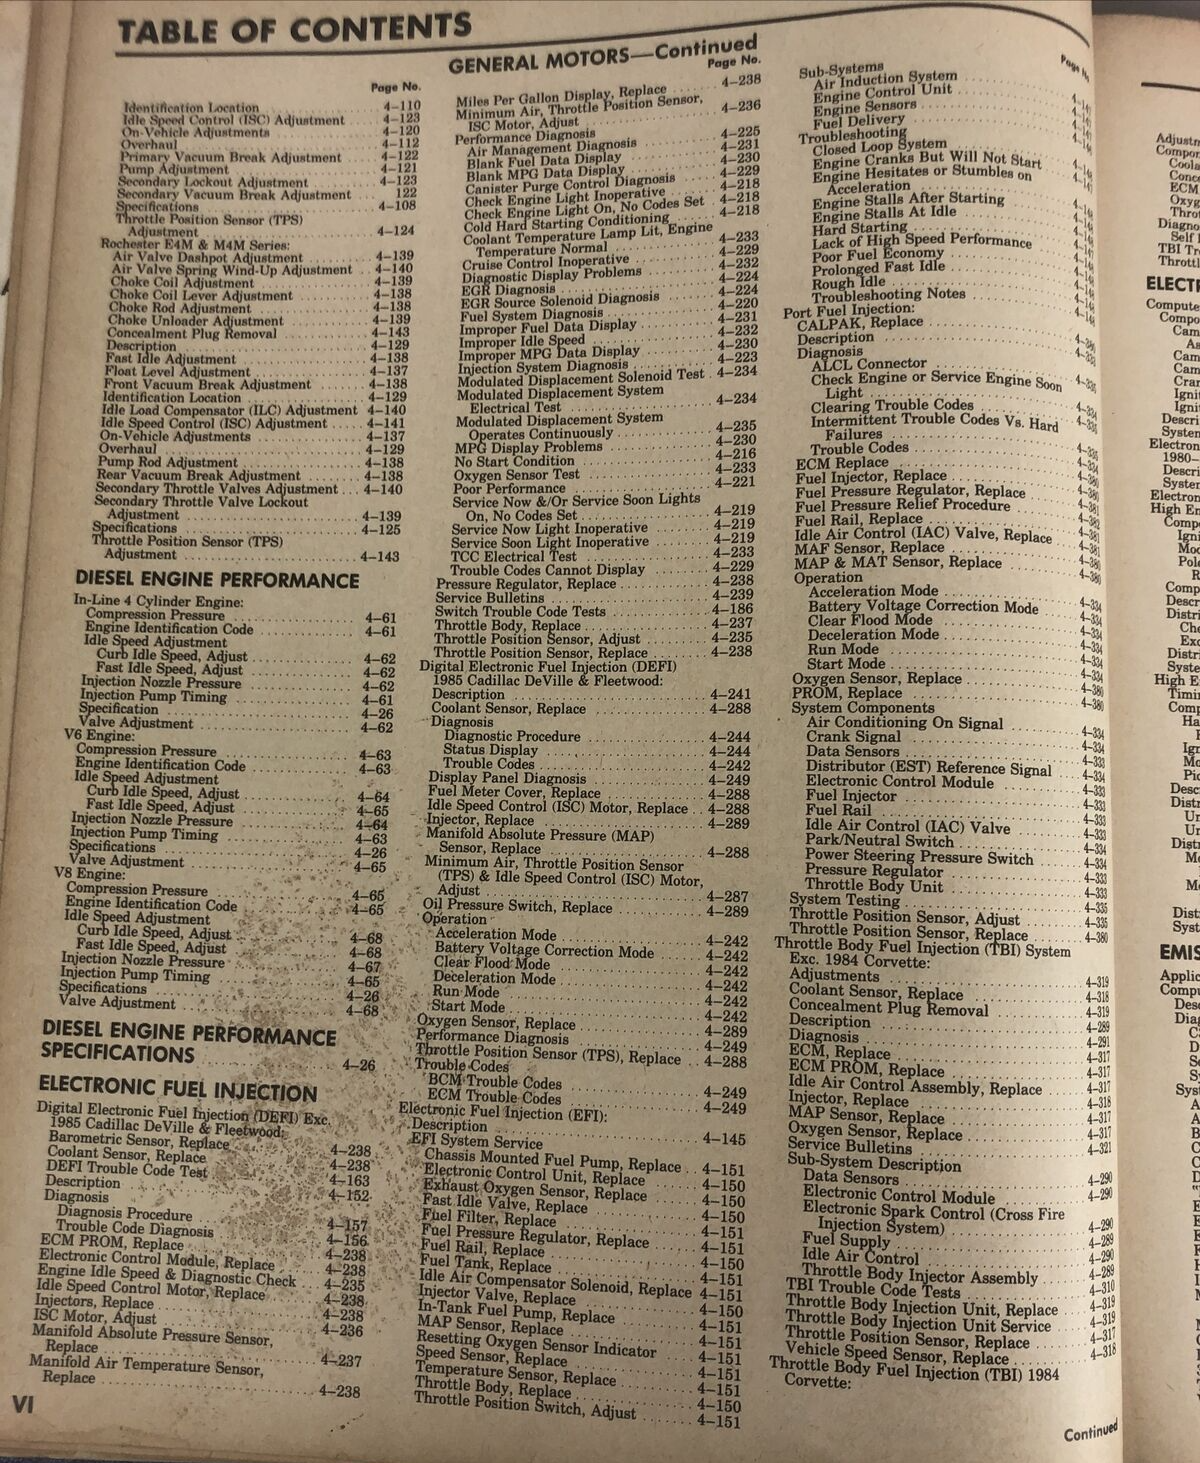 TABLE OF CONTENTS
GENERAL MOTORS—Continued
Page No.
Identification Location 4–110
Idle Speed Control (ISC) Adjustment 4–123
On-Vehicle Adjustments 4–120
Overhaul 4–112
Primary Vacuum Break Adjustment 4–122
Pump Adjustment 4–121
Secondary Lockout Adjustment 4–123
Secondary Vacuum Break Adjustment 122
Specifications 4–108
Throttle Position Sensor (TPS)
Adjustment 4–124
Rochester E4M & M4M Series:
Air Valve Dashpot Adjustment 4–139
Air Valve Spring Wind-Up Adjustment 4–140
Choke Coil Adjustment 4–139
Choke Coil Lever Adjustment 4–138
Choke Rod Adjustment 4–138
Choke Unloader Adjustment 4–139
Concealment Plug Removal 4–143
Description 4–129
Fast Idle Adjustment 4–138
Float Level Adjustment 4–137
Front Vacuum Break Adjustment 4–138
Identification Location 4–129
Idle Load Compensator (ILC) Adjustment 4–140
Idle Speed Control (ISC) Adjustment 4–141
On-Vehicle Adjustments 4–137
Overhaul 4–129
Pump Rod Adjustment 4–138
Rear Vacuum Break Adjustment 4–138
Secondary Throttle Valves Adjustment 4–140
Secondary Throttle Valve Lockout
Adjustment 4–139
Specifications 4–125
Throttle Position Sensor (TPS)
Adjustment 4–143
DIESEL ENGINE PERFORMANCE
In-Line 4 Cylinder Engine:
Compression Pressure 4–61
Engine Identification Code 4–61
Idle Speed Adjustment
Curb Idle Speed, Adjust 4–62
Fast Idle Speed, Adjust 4–62
Injection Nozzle Pressure 4–62
Injection Pump Timing 4–61
Specification 4–26
Valve Adjustment 4–62
V6 Engine:
Compression Pressure 4–63
Engine Identification Code 4–63
Idle Speed Adjustment
Curb Idle Speed, Adjust 4–64
Fast Idle Speed, Adjust 4–65
Injection Nozzle Pressure 4–64
Injection Pump Timing 4–63
Specifications 4–26
Valve Adjustment 4–65
V8 Engine:
Compression Pressure 4–65
Engine Identification Code 4–65
Idle Speed Adjustment
Curb Idle Speed, Adjust 4–68
Fast Idle Speed, Adjust 4–68
Injection Nozzle Pressure 4–67
Injection Pump Timing 4–65
Specifications 4–26
Valve Adjustment 4–68
DIESEL ENGINE PERFORMANCE
SPECIFICATIONS 4–26
ELECTRONIC FUEL INJECTION
Digital Electronic Fuel Injection (DEFI) Exc.
1985 Cadillac DeVille & Fleetwood:
Barometric Sensor, Replace 4–238
Coolant Sensor, Replace 4–238
DEFI Trouble Code Test 4–163
Description 4–152
Diagnosis
Diagnosis Procedure 4–157
Trouble Code Diagnosis 4–156
ECM PROM, Replace 4–238
Electronic Control Module, Replace 4–238
Engine Idle Speed & Diagnostic Check 4–235
Idle Speed Control Motor, Replace 4–238
Injectors, Replace 4–238
ISC Motor, Adjust 4–236
Manifold Absolute Pressure Sensor,
Replace 4–237
Manifold Air Temperature Sensor,
Replace 4–238
VI
Page No.
Miles Per Gallon Display, Replace 4–238
Minimum Air, Throttle Position Sensor,
ISC Motor, Adjust 4–236
Performance Diagnosis
Air Management Diagnosis 4–225
Blank Fuel Data Display 4–231
Blank MPG Data Display 4–230
Canister Purge Control Diagnosis 4–229
Check Engine Light Inoperative 4–218
Check Engine Light On, No Codes Set 4–218
Cold Hard Starting Conditioning 4–218
Coolant Temperature Lamp Lit, Engine
Temperature Normal 4–233
Cruise Control Inoperative 4–229
Diagnostic Display Problems 4–232
EGR Diagnosis 4–224
EGR Source Solenoid Diagnosis 4–224
Fuel System Diagnosis 4–220
Improper Fuel Data Display 4–231
Improper Idle Speed 4–232
Improper MPG Data Display 4–230
Injection System Diagnosis 4–223
Modulated Displacement Solenoid Test 4–234
Modulated Displacement System
Electrical Test 4–234
Modulated Displacement System
Operates Continuously 4–235
MPG Display Problems 4–230
No Start Condition 4–216
Oxygen Sensor Test 4–233
Poor Performance 4–221
Service Now &/Or Service Soon Lights
On, No Codes Set 4–219
Service Now Light Inoperative 4–219
Service Soon Light Inoperative 4–219
TCC Electrical Test 4–233
Trouble Codes Cannot Display 4–229
Pressure Regulator, Replace 4–238
Service Bulletins 4–239
Switch Trouble Code Tests 4–186
Throttle Body, Replace 4–237
Throttle Position Sensor, Adjust 4–235
Throttle Position Sensor, Replace 4–238
Digital Electronic Fuel Injection (DEFI)
1985 Cadillac DeVille & Fleetwood:
Description 4–241
Coolant Sensor, Replace 4–288
Diagnosis
Diagnostic Procedure 4–244
Status Display 4–244
Trouble Codes 4–242
Display Panel Diagnosis 4–249
Fuel Meter Cover, Replace 4–288
Idle Speed Control (ISC) Motor, Replace 4–288
Injector, Replace 4–289
Manifold Absolute Pressure (MAP)
Sensor, Replace 4–288
Minimum Air, Throttle Position Sensor
(TPS) & Idle Speed Control (ISC) Motor,
Adjust 4–287
Oil Pressure Switch, Replace 4–289
Operation
Acceleration Mode 4–242
Battery Voltage Correction Mode 4–242
Clear Flood Mode 4–242
Deceleration Mode 4–242
Run Mode 4–242
Start Mode 4–242
Oxygen Sensor, Replace 4–289
Performance Diagnosis 4–249
Throttle Position Sensor (TPS), Replace 4–288
Trouble Codes
BCM Trouble Codes 4–249
ECM Trouble Codes 4–249
Electronic Fuel Injection (EFI):
Description 4–145
EFI System Service
Chassis Mounted Fuel Pump, Replace 4–151
Electronic Control Unit, Replace 4–150
Exhaust Oxygen Sensor, Replace 4–150
Fast Idle Valve, Replace 4–150
Fuel Filter, Replace 4–151
Fuel Pressure Regulator, Replace 4–151
Fuel Rail, Replace 4–150
Fuel Tank, Replace 4–151
Idle Air Compensator Solenoid, Replace 4–151
Injector Valve, Replace 4–150
In-Tank Fuel Pump, Replace 4–151
MAP Sensor, Replace 4–151
Resetting Oxygen Sensor Indicator 4–151
Speed Sensor, Replace 4–151
Temperature Sensor, Replace 4–151
Throttle Body, Replace 4–150
Throttle Position Switch, Adjust 4–151
Page No.
Sub-Systems
Air Induction System
Engine Control Unit
Engine Sensors
Fuel Delivery
Troubleshooting
Closed Loop System
Engine Cranks But Will Not Start
Engine Hesitates or Stumbles on
Acceleration
Engine Stalls After Starting
Engine Stalls At Idle
Hard Starting
Lack of High Speed Performance
Poor Fuel Economy
Prolonged Fast Idle
Rough Idle
Troubleshooting Notes
Port Fuel Injection:
CALPAK, Replace
Description
Diagnosis
ALCL Connector
Check Engine or Service Engine Soon
Light
Clearing Trouble Codes
Intermittent Trouble Codes Vs. Hard
Failures
Trouble Codes
ECM Replace
Fuel Injector, Replace
Fuel Pressure Regulator, Replace
Fuel Pressure Relief Procedure
Fuel Rail, Replace
Idle Air Control (IAC) Valve, Replace
MAF Sensor, Replace
MAP & MAT Sensor, Replace
Operation
Acceleration Mode 4–334
Battery Voltage Correction Mode 4–334
Clear Flood Mode 4–334
Deceleration Mode 4–334
Run Mode 4–334
Start Mode 4–334
Oxygen Sensor, Replace 4–380
PROM, Replace 4–380
System Components
Air Conditioning On Signal 4–334
Crank Signal 4–334
Data Sensors 4–333
Distributor (EST) Reference Signal 4–334
Electronic Control Module 4–333
Fuel Injector 4–333
Fuel Rail 4–333
Idle Air Control (IAC) Valve 4–333
Park/Neutral Switch 4–334
Power Steering Pressure Switch 4–334
Pressure Regulator 4–333
Throttle Body Unit 4–333
System Testing 4–335
Throttle Position Sensor, Adjust 4–335
Throttle Position Sensor, Replace 4–380
Throttle Body Fuel Injection (TBI) System
Exc. 1984 Corvette:
Adjustments 4–319
Coolant Sensor, Replace 4–318
Concealment Plug Removal 4–319
Description 4–289
Diagnosis 4–291
ECM, Replace 4–317
ECM PROM, Replace 4–317
Idle Air Control Assembly, Replace 4–317
Injector, Replace 4–318
MAP Sensor, Replace 4–317
Oxygen Sensor, Replace 4–317
Service Bulletins 4–321
Sub-System Description
Data Sensors 4–290
Electronic Control Module 4–290
Electronic Spark Control (Cross Fire
Injection System) 4–290
Fuel Supply 4–289
Idle Air Control 4–290
Throttle Body Injector Assembly 4–289
TBI Trouble Code Tests 4–310
Throttle Body Injection Unit, Replace 4–319
Throttle Body Injection Unit Service 4–319
Throttle Position Sensor, Replace 4–317
Vehicle Speed Sensor, Replace 4–318
Throttle Body Fuel Injection (TBI) 1984
Corvette:
Continued